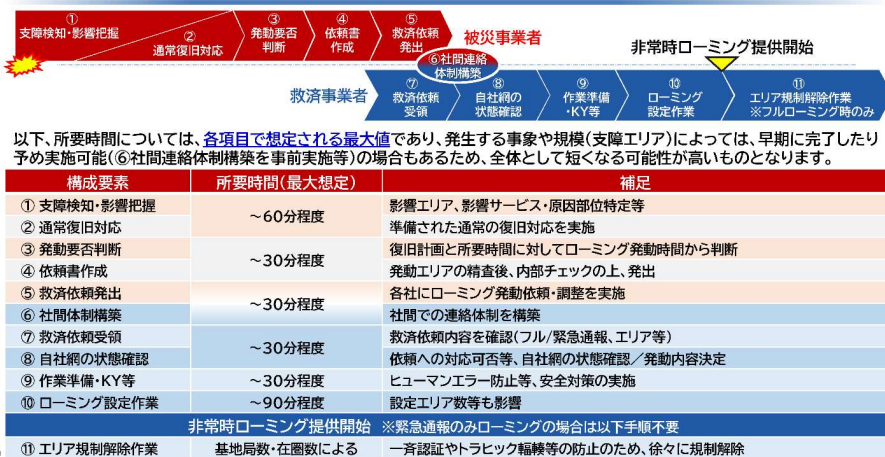 ①
支障検知・影響把握
②
通常復旧対応
③
発動要否
判断
④
依頼書
作成
⑤
救済依頼
発出
被災事業者
⑥社間連絡
体制構築
非常時ローミング提供開始
救済事業者
⑦
救済依頼
受領
⑧
自社網の
状態確認
⑨
作業準備
・KY等
⑩
ローミング
設定作業
⑪
エリア規制解除作業
※フルローミング時のみ
以下、所要時間については、各項目で想定される最大値であり、発生する事象や規模(支障エリア)によっては、早期に完了したり
予め実施可能(⑥社間連絡体制構築を事前実施等)の場合もあるため、全体として短くなる可能性が高いものとなります。
構成要素 所要時間(最大想定) 補足
① 支障検知・影響把握 ～60分程度 影響エリア、影響サービス・原因部位特定等
② 通常復旧対応 準備された通常の復旧対応を実施
③ 発動要否判断 ～30分程度 復旧計画と所要時間に対してローミング発動時間から判断
④ 依頼書作成 発動エリアの精査後、内部チェックの上、発出
⑤ 救済依頼発出 ～30分程度 各社にローミング発動依頼・調整を実施
⑥ 社間体制構築 社間での連絡体制を構築
⑦ 救済依頼受領 ～30分程度 救済依頼内容を確認(フル/緊急通報、エリア等)
⑧ 自社網の状態確認 依頼への対応可否等、自社網の状態確認／発動内容決定
⑨ 作業準備・KY等 ～30分程度 ヒューマンエラー防止等、安全対策の実施
⑩ ローミング設定作業 ～90分程度 設定エリア数等も影響
非常時ローミング提供開始 ※緊急通報のみローミングの場合は以下手順不要
⑪ エリア規制解除作業 基地局数・在圏数による 一斉認証やトラヒック輻輳等の防止のため、徐々に規制解除